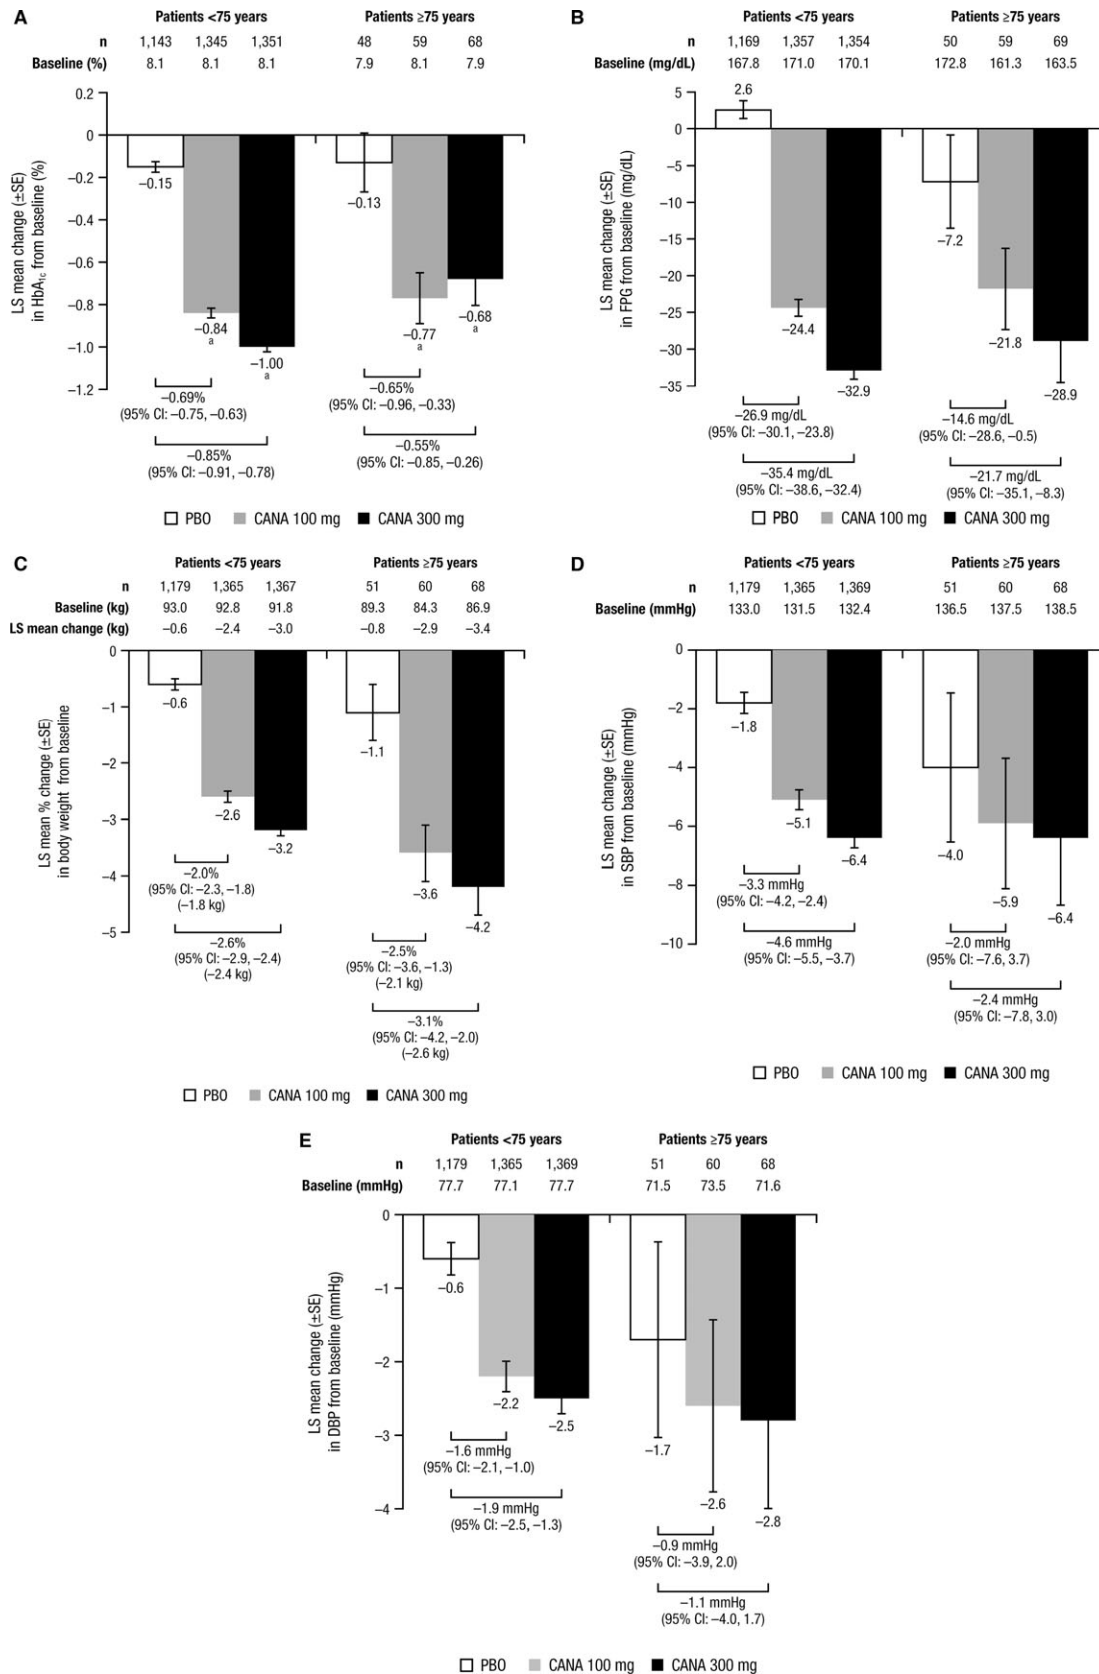 A
Patients <75 years Patients ≥75 years
n 1,143 1,345 1,351 48 59 68
Baseline (%) 8.1 8.1 8.1 7.9 8.1 7.9
LS mean change (±SE)
in HbA1c from baseline (%)
0.2
0
−0.2
−0.4
−0.6
−0.8
−1.0
−1.2
−0.15
−0.84
a
−1.00
a
−0.13
−0.77
a
−0.68
a
−0.69%
(95% CI: −0.75, −0.63)
−0.85%
(95% CI: −0.91, −0.78)
−0.65%
(95% CI: −0.96, −0.33)
−0.55%
(95% CI: −0.85, −0.26)
PBO CANA 100 mg CANA 300 mg
B
Patients <75 years Patients ≥75 years
n 1,169 1,357 1,354 50 59 69
Baseline (mg/dL) 167.8 171.0 170.1 172.8 161.3 163.5
LS mean change (±SE)
in FPG from baseline (mg/dL)
5
0
−5
−10
−15
−20
−25
−30
−35
2.6
−24.4
−32.9
−7.2
−21.8
−28.9
−26.9 mg/dL
(95% CI: −30.1, −23.8)
−35.4 mg/dL
(95% CI: −38.6, −32.4)
−14.6 mg/dL
(95% CI: −28.6, −0.5)
−21.7 mg/dL
(95% CI: −35.1, −8.3)
PBO CANA 100 mg CANA 300 mg
C
Patients <75 years Patients ≥75 years
n 1,179 1,365 1,367 51 60 68
Baseline (kg) 93.0 92.8 91.8 89.3 84.3 86.9
LS mean change (kg) −0.6 −2.4 −3.0 −0.8 −2.9 −3.4
LS mean % change (±SE)
in body weight from baseline
0
−1
−2
−3
−4
−5
−0.6
−2.6
−3.2
−1.1
−3.6
−4.2
−2.0%
(95% CI: −2.3, −1.8)
(−1.8 kg)
−2.6%
(95% CI: −2.9, −2.4)
(−2.4 kg)
−2.5%
(95% CI: −3.6, −1.3)
(−2.1 kg)
−3.1%
(95% CI: −4.2, −2.0)
(−2.6 kg)
PBO CANA 100 mg CANA 300 mg
D
Patients <75 years Patients ≥75 years
n 1,179 1,365 1,369 51 60 68
Baseline (mmHg) 133.0 131.5 132.4 136.5 137.5 138.5
LS mean change (±SE)
in SBP from baseline (mmHg)
0
−2
−4
−6
−8
−10
−1.8
−5.1
−6.4
−4.0
−5.9
−6.4
−3.3 mmHg
(95% CI: −4.2, −2.4)
−4.6 mmHg
(95% CI: −5.5, −3.7)
−2.0 mmHg
(95% CI: −7.6, 3.7)
−2.4 mmHg
(95% CI: −7.8, 3.0)
PBO CANA 100 mg CANA 300 mg
E
Patients <75 years Patients ≥75 years
n 1,179 1,365 1,369 51 60 68
Baseline (mmHg) 77.7 77.1 77.7 71.5 73.5 71.6
LS mean change (±SE)
in DBP from baseline (mmHg)
0
−1
−2
−3
−4
−0.6
−2.2
−2.5
−1.7
−2.6
−2.8
−1.6 mmHg
(95% CI: −2.1, −1.0)
−1.9 mmHg
(95% CI: −2.5, −1.3)
−0.9 mmHg
(95% CI: −3.9, 2.0)
−1.1 mmHg
(95% CI: −4.0, 1.7)
PBO CANA 100 mg CANA 300 mg